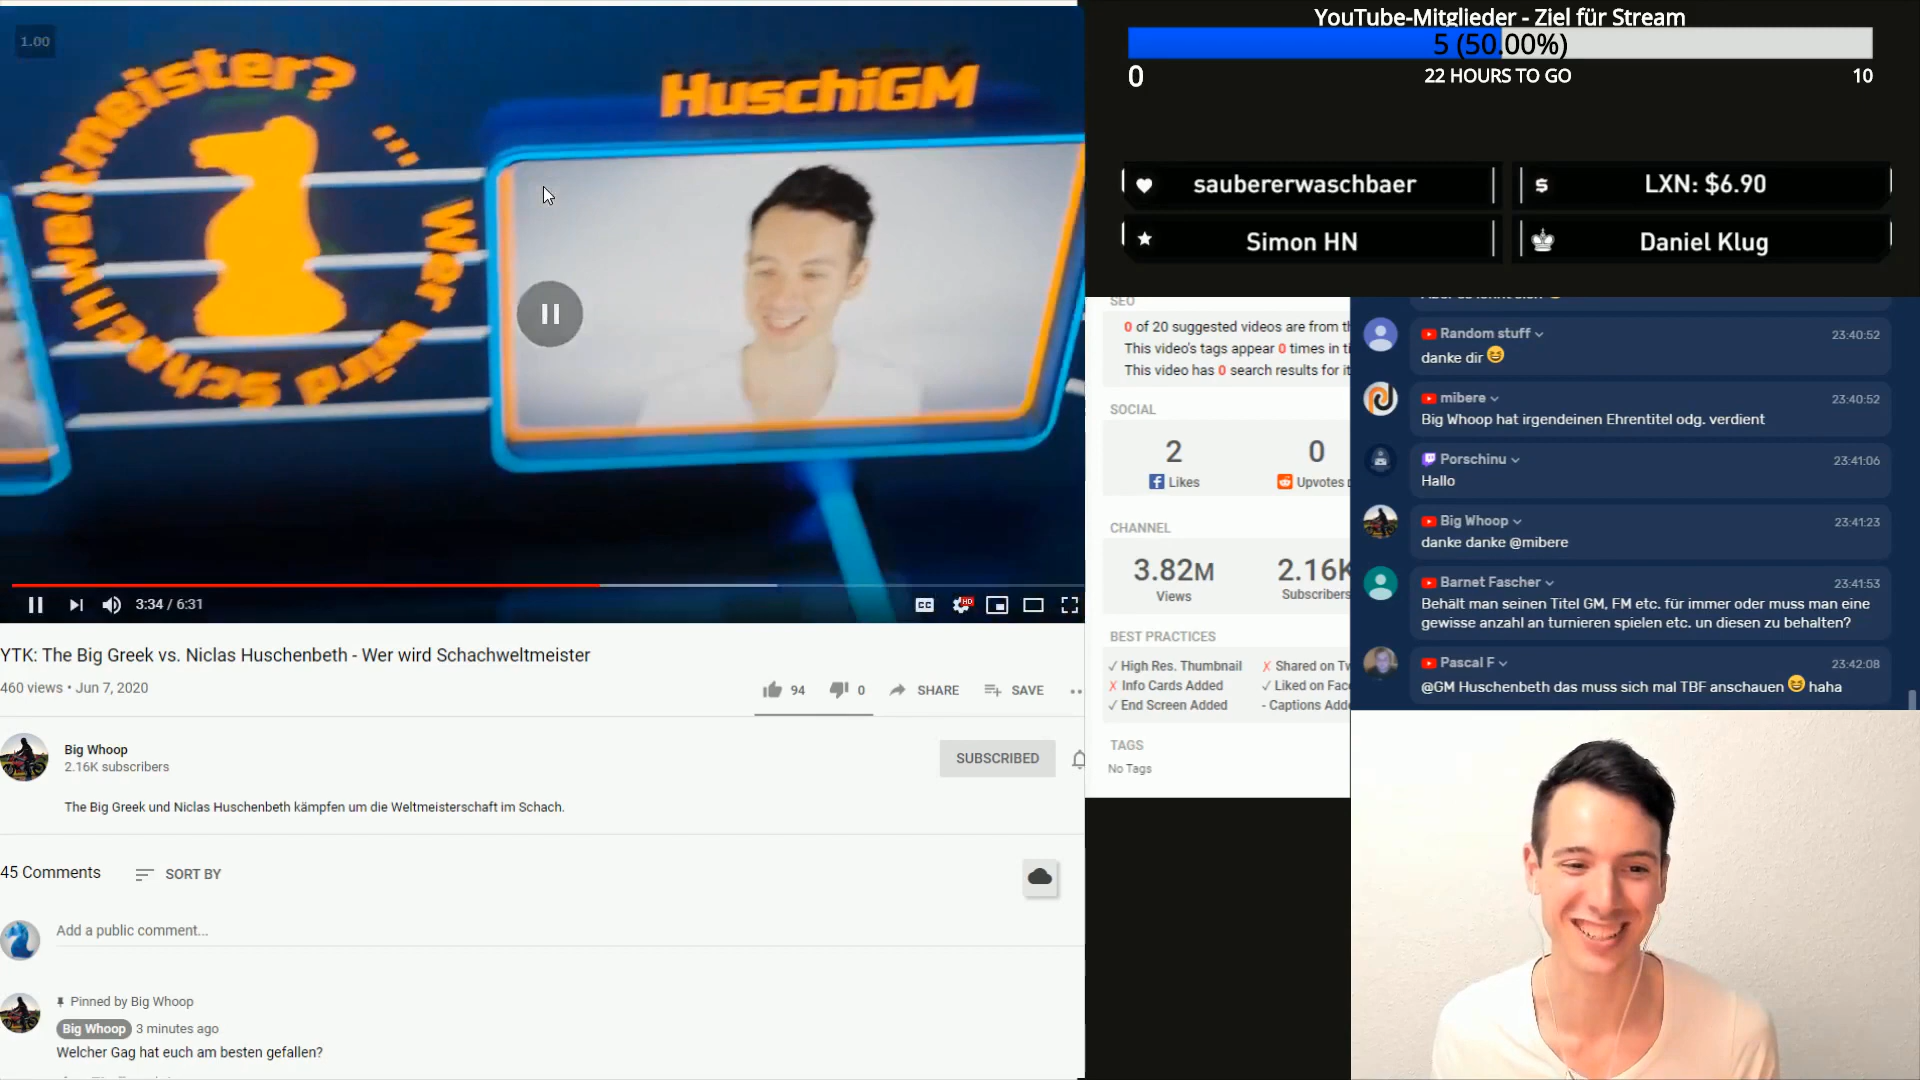 1.00
Wer wird Schachweltmeister?
...
HuschiGM
3:34 / 6:31
CC
HD
YTK: The Big Greek vs. Niclas Huschenbeth - Wer wird Schachweltmeister
460 views • Jun 7, 2020
94
0
SHARE
SAVE
Big Whoop
2.16K subscribers
SUBSCRIBED
The Big Greek und Niclas Huschenbeth kämpfen um die Weltmeisterschaft im Schach.
45 Comments
SORT BY
Add a public comment...
Pinned by Big Whoop
Big Whoop 3 minutes ago
Welcher Gag hat euch am besten gefallen?
YouTube-Mitglieder - Ziel für Stream
5 (50.00%)
0
22 HOURS TO GO
10
saubererwaschbaer
$ LXN: $6.90
Simon HN
Daniel Klug
SEO
0 of 20 suggested videos are from th
This video's tags appear 0 times in ti
This video has 0 search results for it
SOCIAL
2
Likes
0
Upvotes
CHANNEL
3.82M
Views
2.16K
Subscribers
BEST PRACTICES
✓ High Res. Thumbnail
✗ Shared on Tw
✗ Info Cards Added
✓ Liked on Face
✓ End Screen Added
- Captions Adde
TAGS
No Tags
Random stuff 23:40:52
danke dir 😆
mibere 23:40:52
Big Whoop hat irgendeinen Ehrentitel odg. verdient
Porschinu 23:41:06
Hallo
Big Whoop 23:41:23
danke danke @mibere
Barnet Fascher 23:41:53
Behält man seinen Titel GM, FM etc. für immer oder muss man eine
gewisse anzahl an turnieren spielen etc. un diesen zu behalten?
Pascal F 23:42:08
@GM Huschenbeth das muss sich mal TBF anschauen 😆 haha